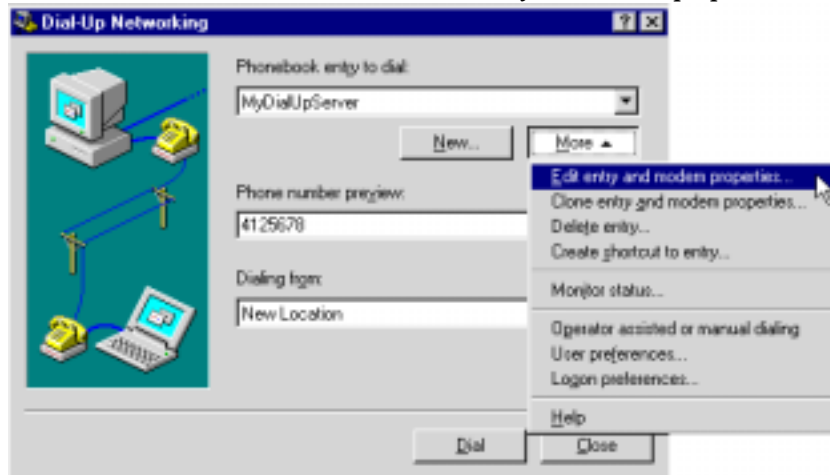 Dial-Up Networking
Phonebook entry to dial:
MyDialUpServer
New...
More
Edit entry and modem properties...
Clone entry and modem properties...
Delete entry...
Create shortcut to entry...
Monitor status...
Operator assisted or manual dialing
User preferences...
Logon preferences...
Help
Phone number preview:
4125678
Dialing from:
New Location
Dial
Close